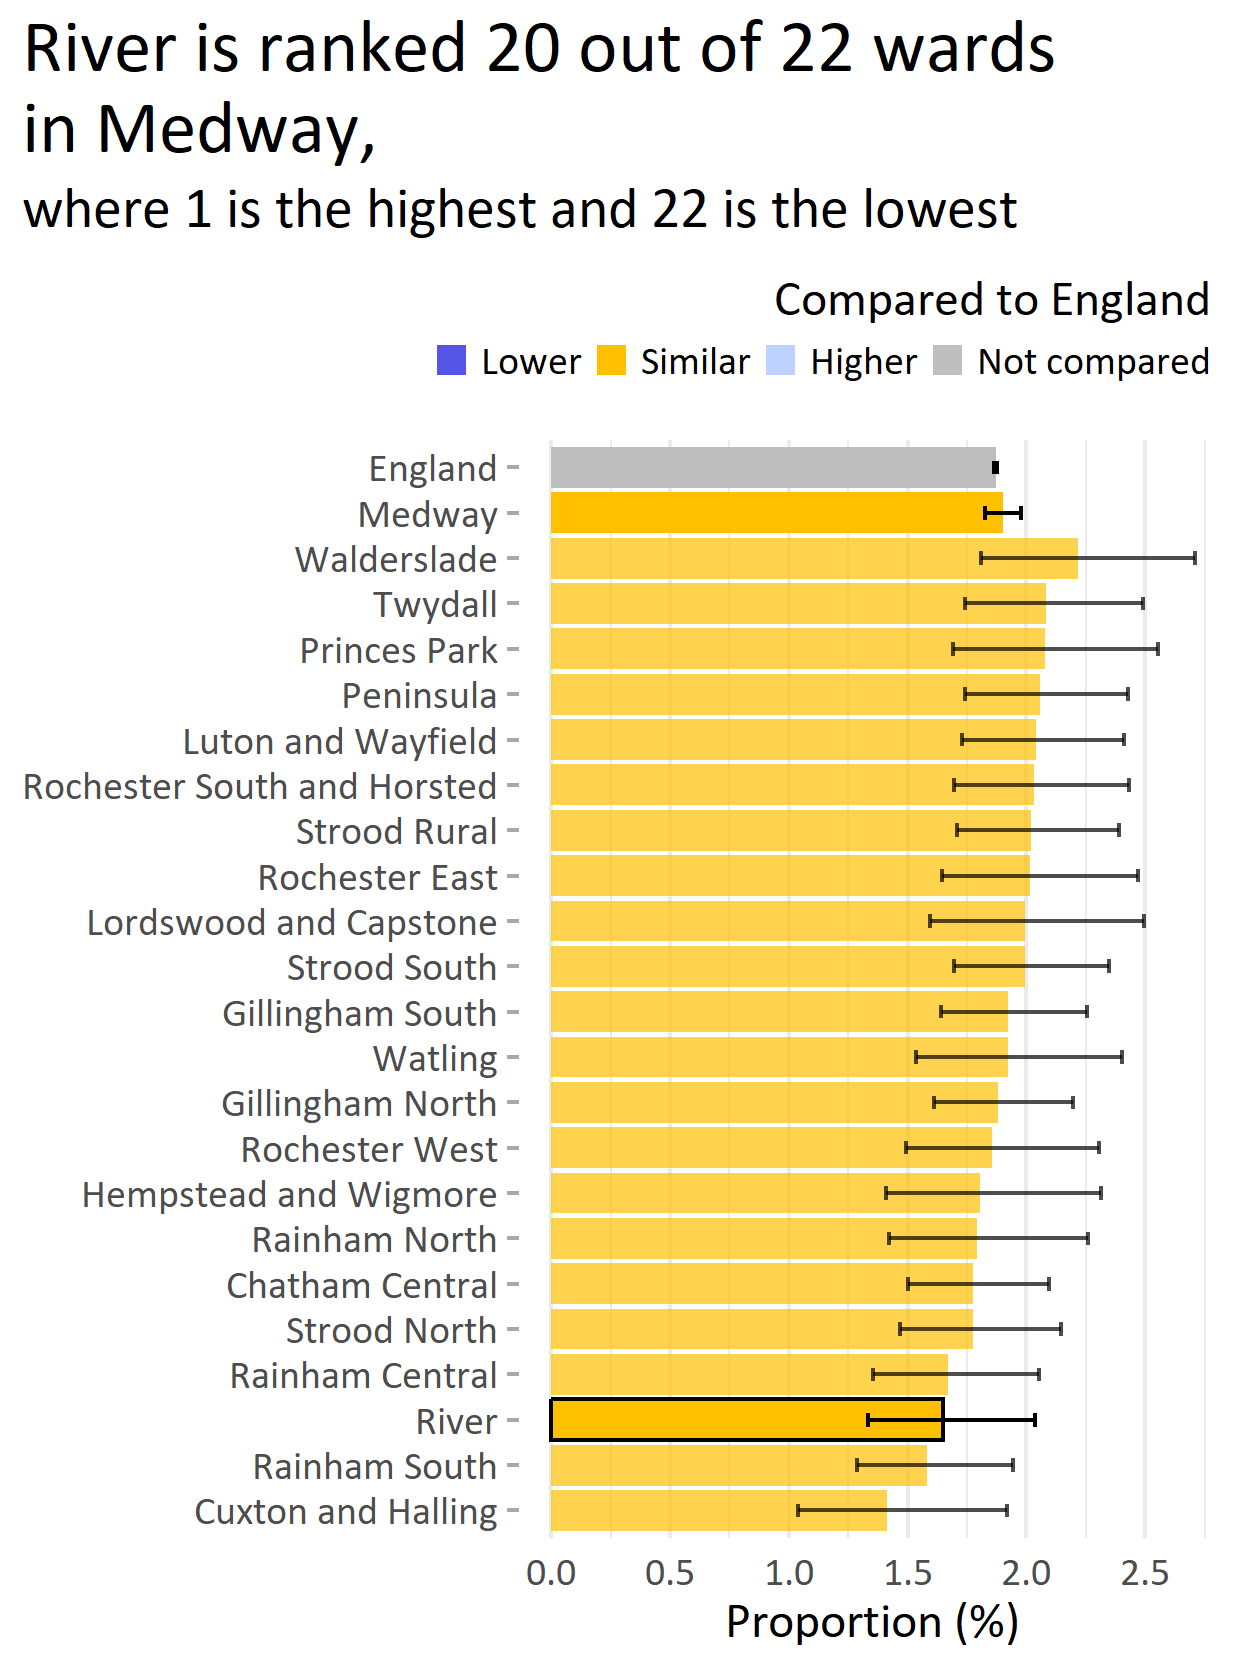 River is ranked 20 out of 22 wards
in Medway,
where 1 is the highest and 22 is the lowest
Compared to England
Lower Similar Higher Not compared
England
Medway
Walderslade
Twydall
Princes Park
Peninsula
Luton and Wayfield
Rochester South and Horsted
Strood Rural
Rochester East
Lordswood and Capstone
Strood South
Gillingham South
Watling
Gillingham North
Rochester West
Hempstead and Wigmore
Rainham North
Chatham Central
Strood North
Rainham Central
River
Rainham South
Cuxton and Halling
0.0 0.5 1.0 1.5 2.0 2.5
Proportion (%)